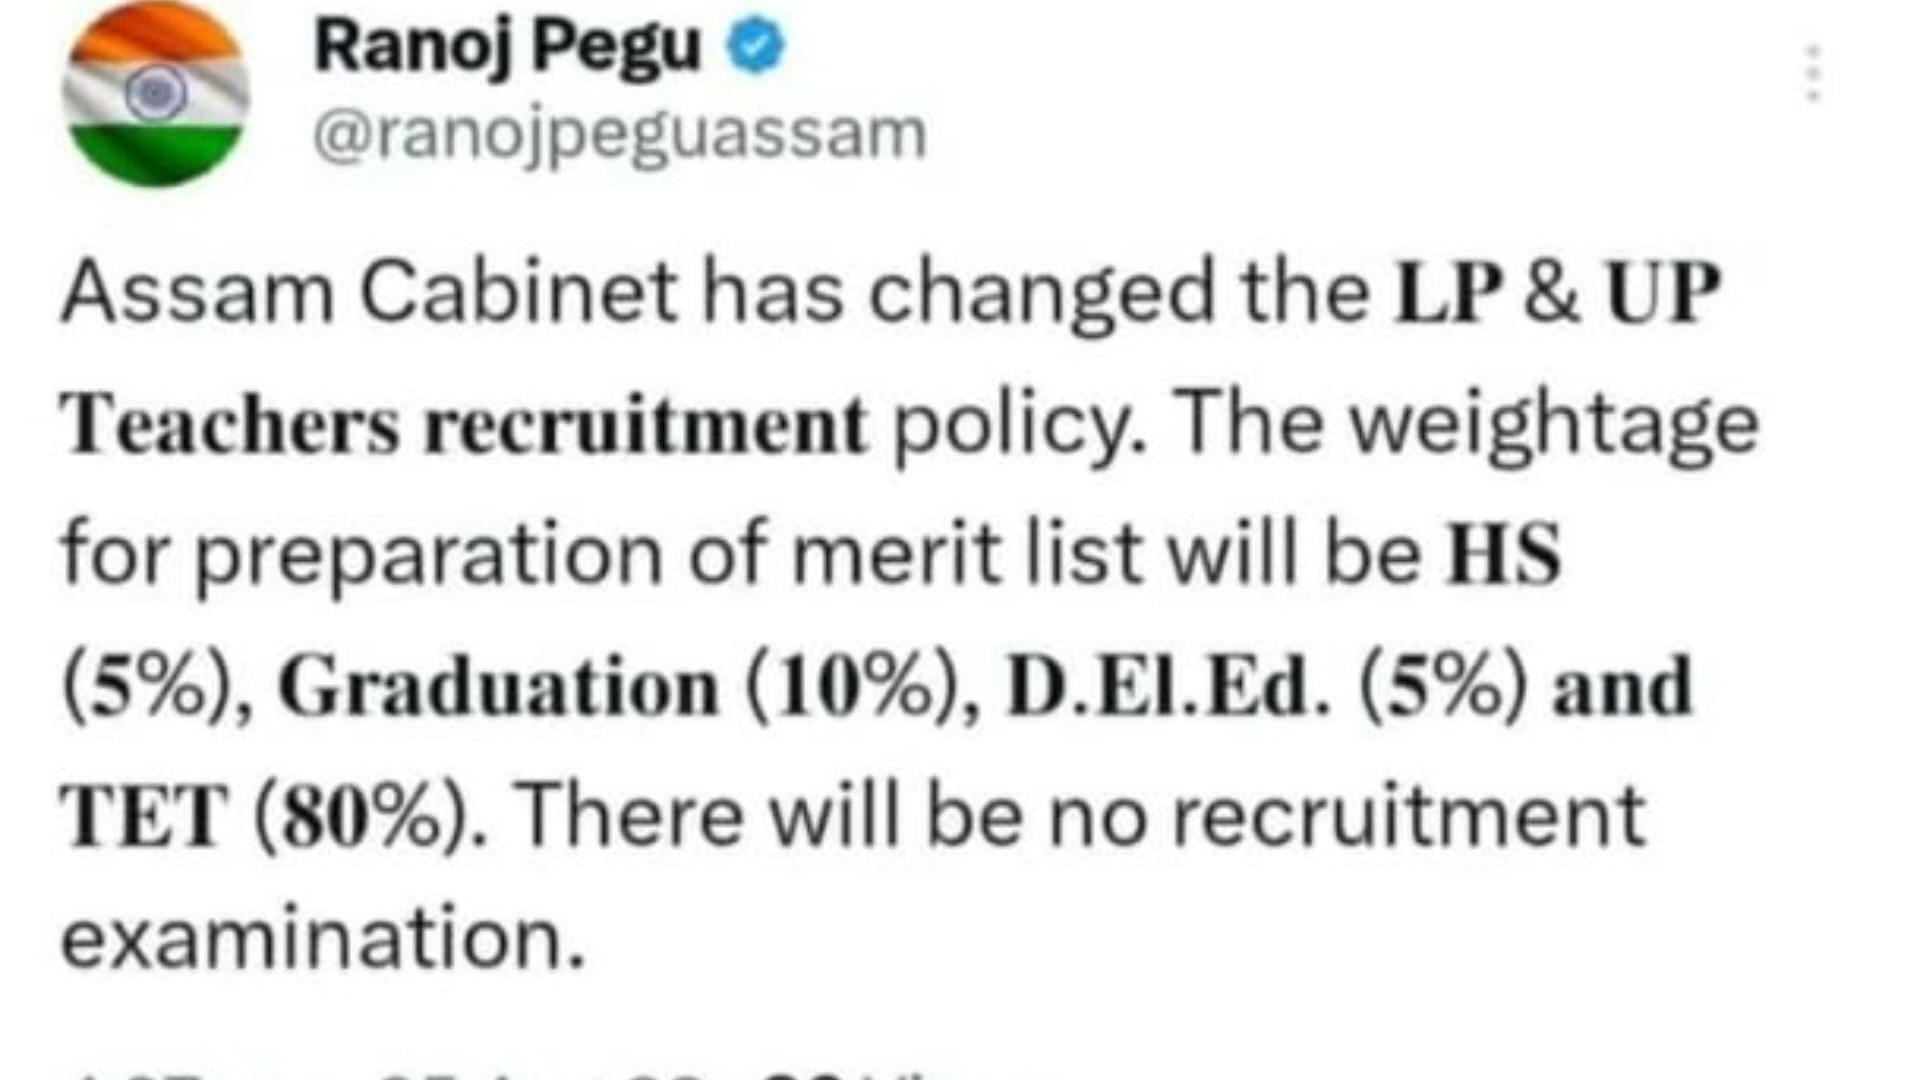 Ranoj Pegu
@ranojpeguassam
Assam Cabinet has changed the LP & UP
Teachers recruitment policy. The weightage
for preparation of merit list will be HS
(5%), Graduation (10%), D.El.Ed. (5%) and
TET (80%). There will be no recruitment
examination.